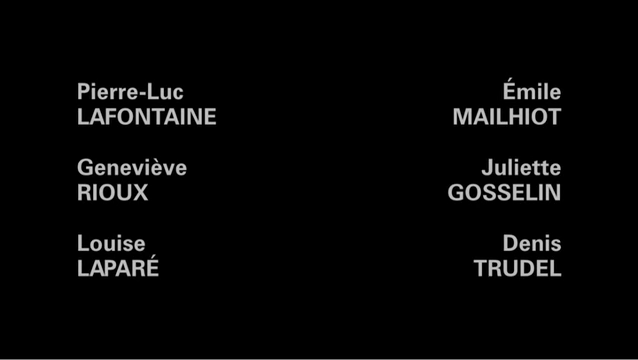 Pierre-Luc
LAFONTAINE
Émile
MAILHIOT
Geneviève
RIOUX
Juliette
GOSSELIN
Louise
LAPARÉ
Denis
TRUDEL